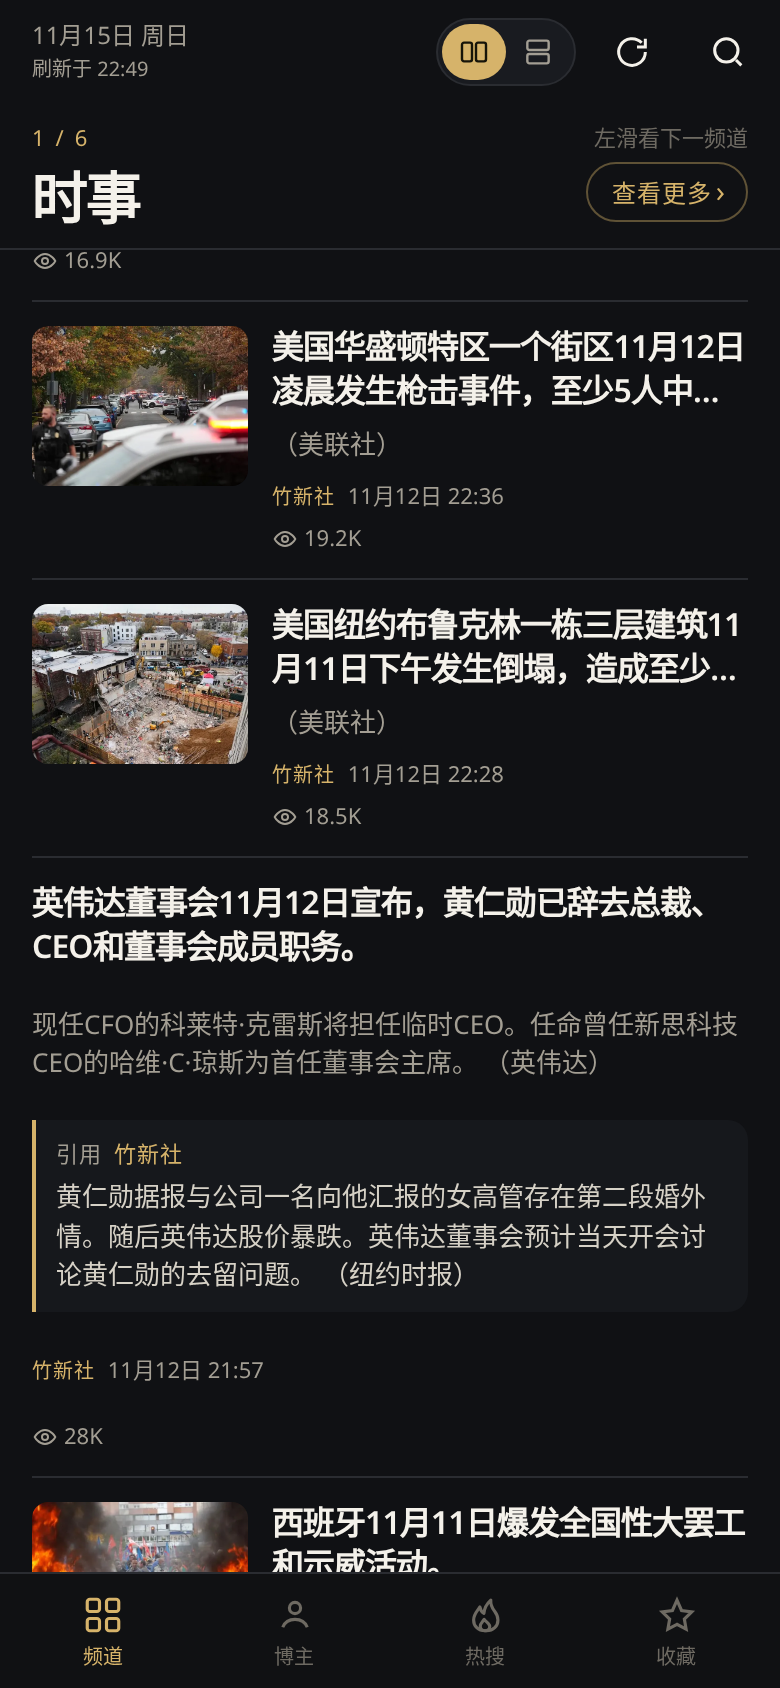 11月15日 周日
刷新于 22:49
1 / 6
左滑看下一频道
时事
查看更多 ›
16.9K
美国华盛顿特区一个街区11月12日
凌晨发生枪击事件，至少5人中...
（美联社）
竹新社 11月12日 22:36
19.2K
美国纽约布鲁克林一栋三层建筑11
月11日下午发生倒塌，造成至少...
（美联社）
竹新社 11月12日 22:28
18.5K
英伟达董事会11月12日宣布，黄仁勋已辞去总裁、
CEO和董事会成员职务。
现任CFO的科莱特·克雷斯将担任临时CEO。任命曾任新思科技
CEO的哈维·C·琼斯为首任董事会主席。 （英伟达）
引用 竹新社
黄仁勋据报与公司一名向他汇报的女高管存在第二段婚外
情。随后英伟达股价暴跌。英伟达董事会预计当天开会讨
论黄仁勋的去留问题。 （纽约时报）
竹新社 11月12日 21:57
28K
西班牙11月11日爆发全国性大罢工
和示威活动。
频道
博主
热搜
收藏